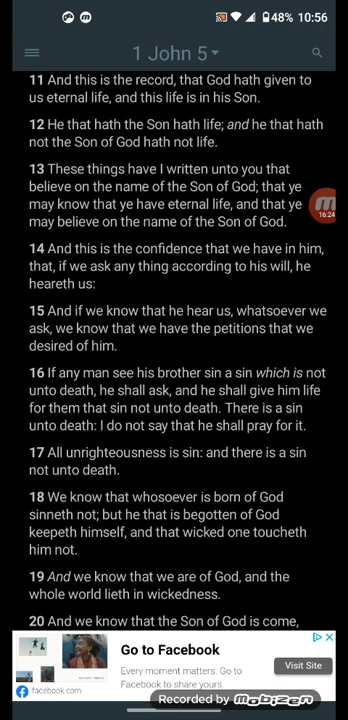 48% 10:56
1 John 5
11 And this is the record, that God hath given to
us eternal life, and this life is in his Son.
12 He that hath the Son hath life; and he that hath
not the Son of God hath not life.
13 These things have I written unto you that
believe on the name of the Son of God; that ye
may know that ye have eternal life, and that ye
may believe on the name of the Son of God.
16:24
14 And this is the confidence that we have in him,
that, if we ask any thing according to his will, he
heareth us:
15 And if we know that he hear us, whatsoever we
ask, we know that we have the petitions that we
desired of him.
16 If any man see his brother sin a sin which is not
unto death, he shall ask, and he shall give him life
for them that sin not unto death. There is a sin
unto death: I do not say that he shall pray for it.
17 All unrighteousness is sin: and there is a sin
not unto death.
18 We know that whosoever is born of God
sinneth not; but he that is begotten of God
keepeth himself, and that wicked one toucheth
him not.
19 And we know that we are of God, and the
whole world lieth in wickedness.
20 And we know that the Son of God is come,
Go to Facebook
Every moment matters. Go to
Facebook to share yours.
Visit Site
facebook.com
Recorded by MOBIZEN